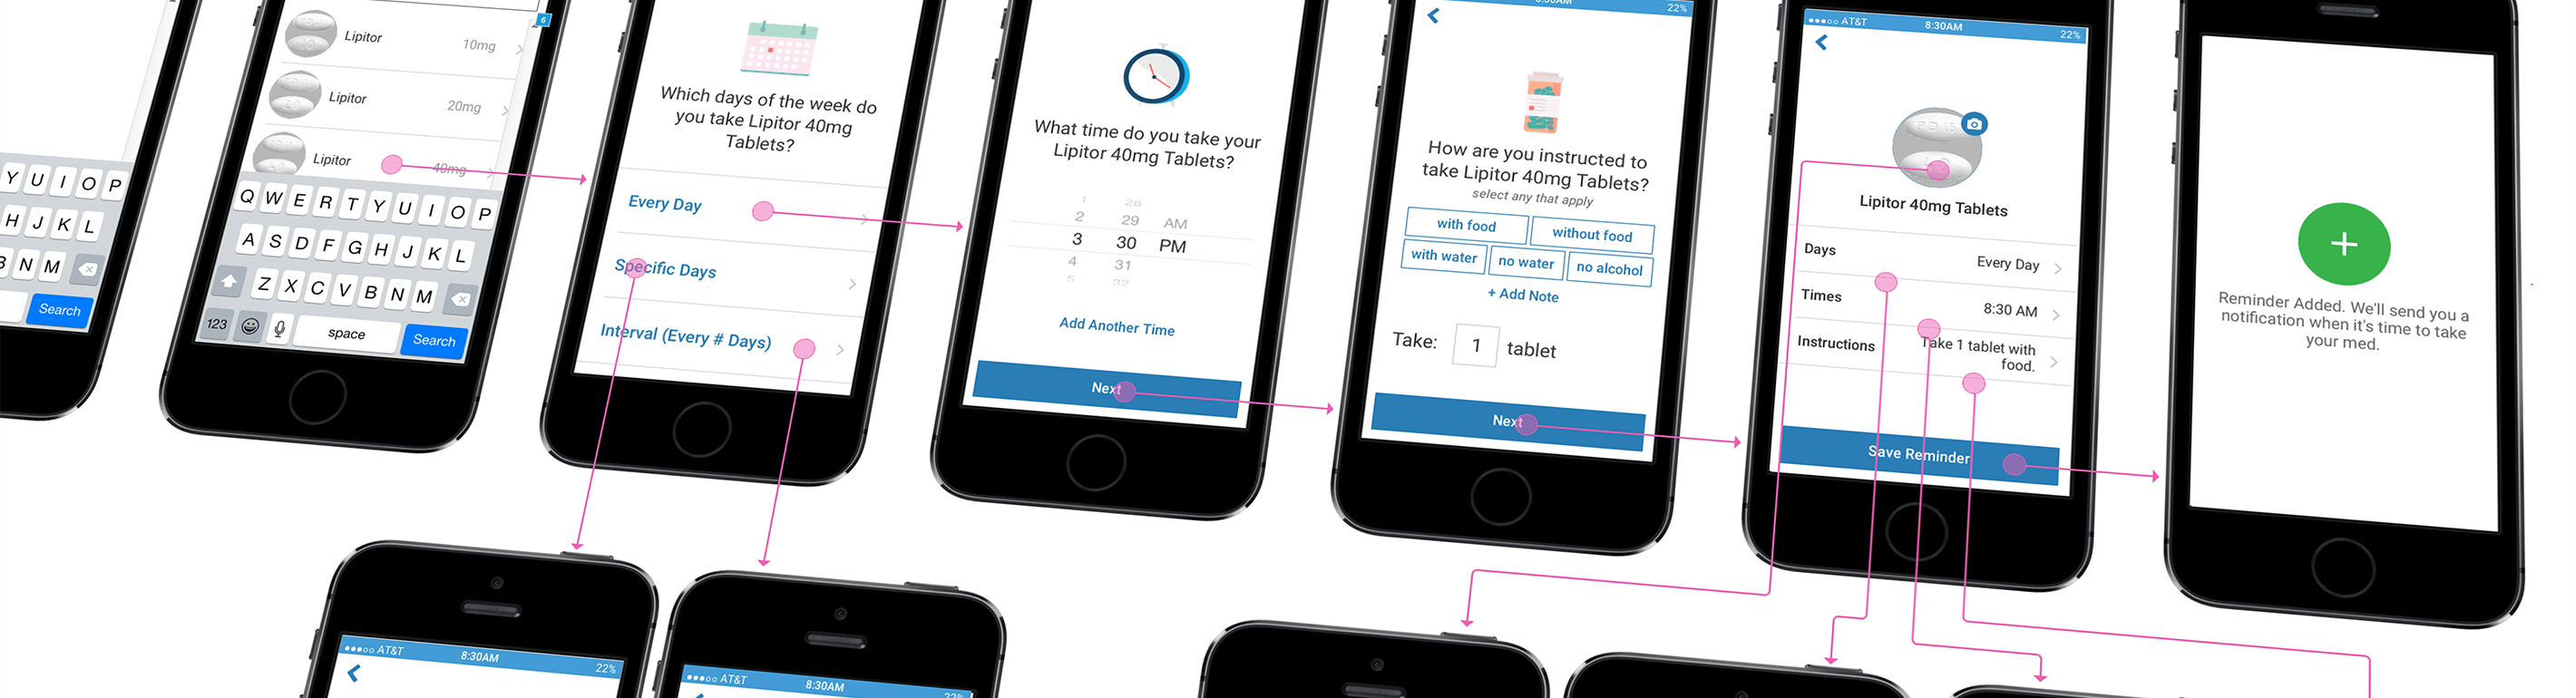 Y U I O P
H J K L
B N M
Search
6
Lipitor 10mg
Lipitor 20mg
Lipitor 40mg
Q W E R T Y U I O P
A S D F G H J K L
Z X C V B N M
123 space Search
Which days of the week do
you take Lipitor 40mg
Tablets?
Every Day
Specific Days
Interval (Every # Days)
What time do you take your
Lipitor 40mg Tablets?
1 28
2 29 AM
3 30 PM
4 31
5 32
Add Another Time
Next
8:30AM 22%
How are you instructed to
take Lipitor 40mg Tablets?
select any that apply
with food without food
with water no water no alcohol
+ Add Note
Take: 1 tablet
Next
AT&T 8:30AM 22%
Lipitor 40mg Tablets
Days Every Day
Times 8:30 AM
Instructions Take 1 tablet with
food.
Save Reminder
Reminder Added. We'll send you a
notification when it's time to take
your med.
AT&T 8:30AM 22%
AT&T 8:30AM 22%